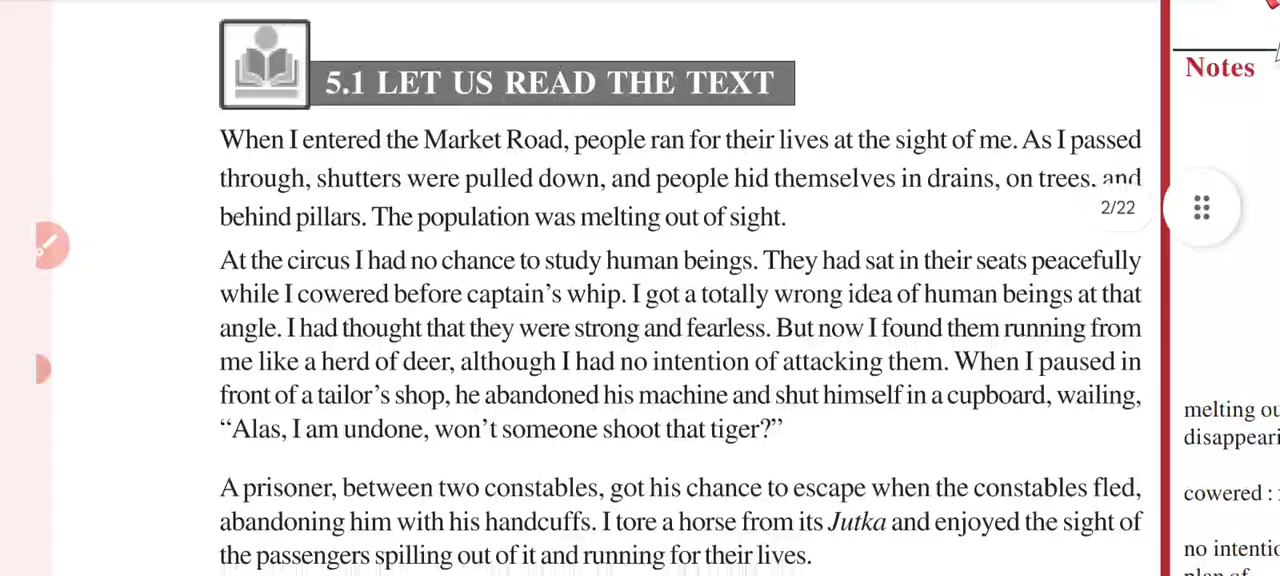 5.1 LET US READ THE TEXT
Notes
When I entered the Market Road, people ran for their lives at the sight of me. As I passed
through, shutters were pulled down, and people hid themselves in drains, on trees, and
behind pillars. The population was melting out of sight.
2/22
At the circus I had no chance to study human beings. They had sat in their seats peacefully
while I cowered before captain’s whip. I got a totally wrong idea of human beings at that
angle. I had thought that they were strong and fearless. But now I found them running from
me like a herd of deer, although I had no intention of attacking them. When I paused in
front of a tailor’s shop, he abandoned his machine and shut himself in a cupboard, wailing,
“Alas, I am undone, won’t someone shoot that tiger?”
A prisoner, between two constables, got his chance to escape when the constables fled,
abandoning him with his handcuffs. I tore a horse from its Jutka and enjoyed the sight of
the passengers spilling out of it and running for their lives.
melting ou
disappeari
cowered :
no intentio
plan of